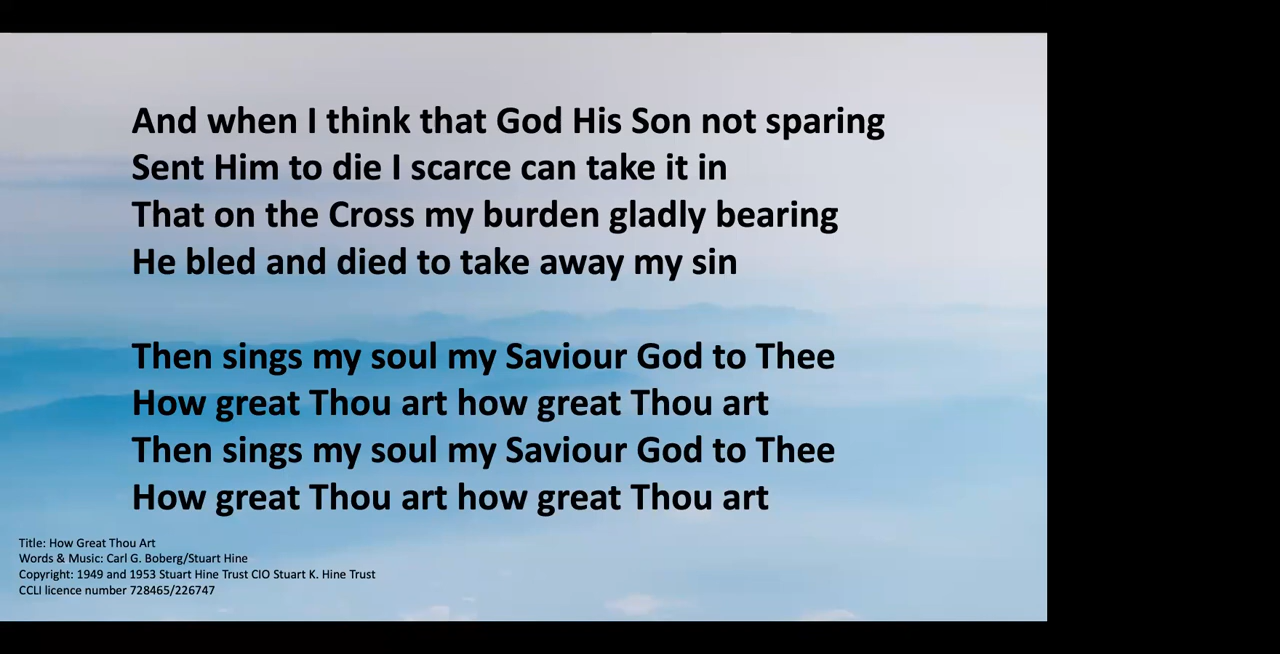 And when I think that God His Son not sparing
Sent Him to die I scarce can take it in
That on the Cross my burden gladly bearing
He bled and died to take away my sin
Then sings my soul my Saviour God to Thee
How great Thou art how great Thou art
Then sings my soul my Saviour God to Thee
How great Thou art how great Thou art
Title: How Great Thou Art
Words & Music: Carl G. Boberg/Stuart Hine
Copyright: 1949 and 1953 Stuart Hine Trust CIO Stuart K. Hine Trust
CCLI licence number 728465/226747